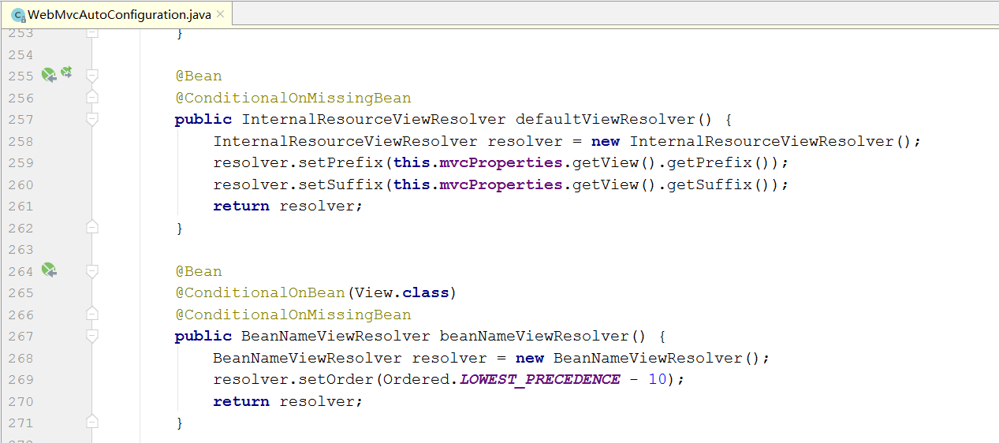 WebMvcAutoConfiguration.java
253 }
254
255 @Bean
256 @ConditionalOnMissingBean
257 public InternalResourceViewResolver defaultViewResolver() {
258 InternalResourceViewResolver resolver = new InternalResourceViewResolver();
259 resolver.setPrefix(this.mvcProperties.getView().getPrefix());
260 resolver.setSuffix(this.mvcProperties.getView().getSuffix());
261 return resolver;
262 }
263
264 @Bean
265 @ConditionalOnBean(View.class)
266 @ConditionalOnMissingBean
267 public BeanNameViewResolver beanNameViewResolver() {
268 BeanNameViewResolver resolver = new BeanNameViewResolver();
269 resolver.setOrder(Ordered.LOWEST_PRECEDENCE - 10);
270 return resolver;
271 }